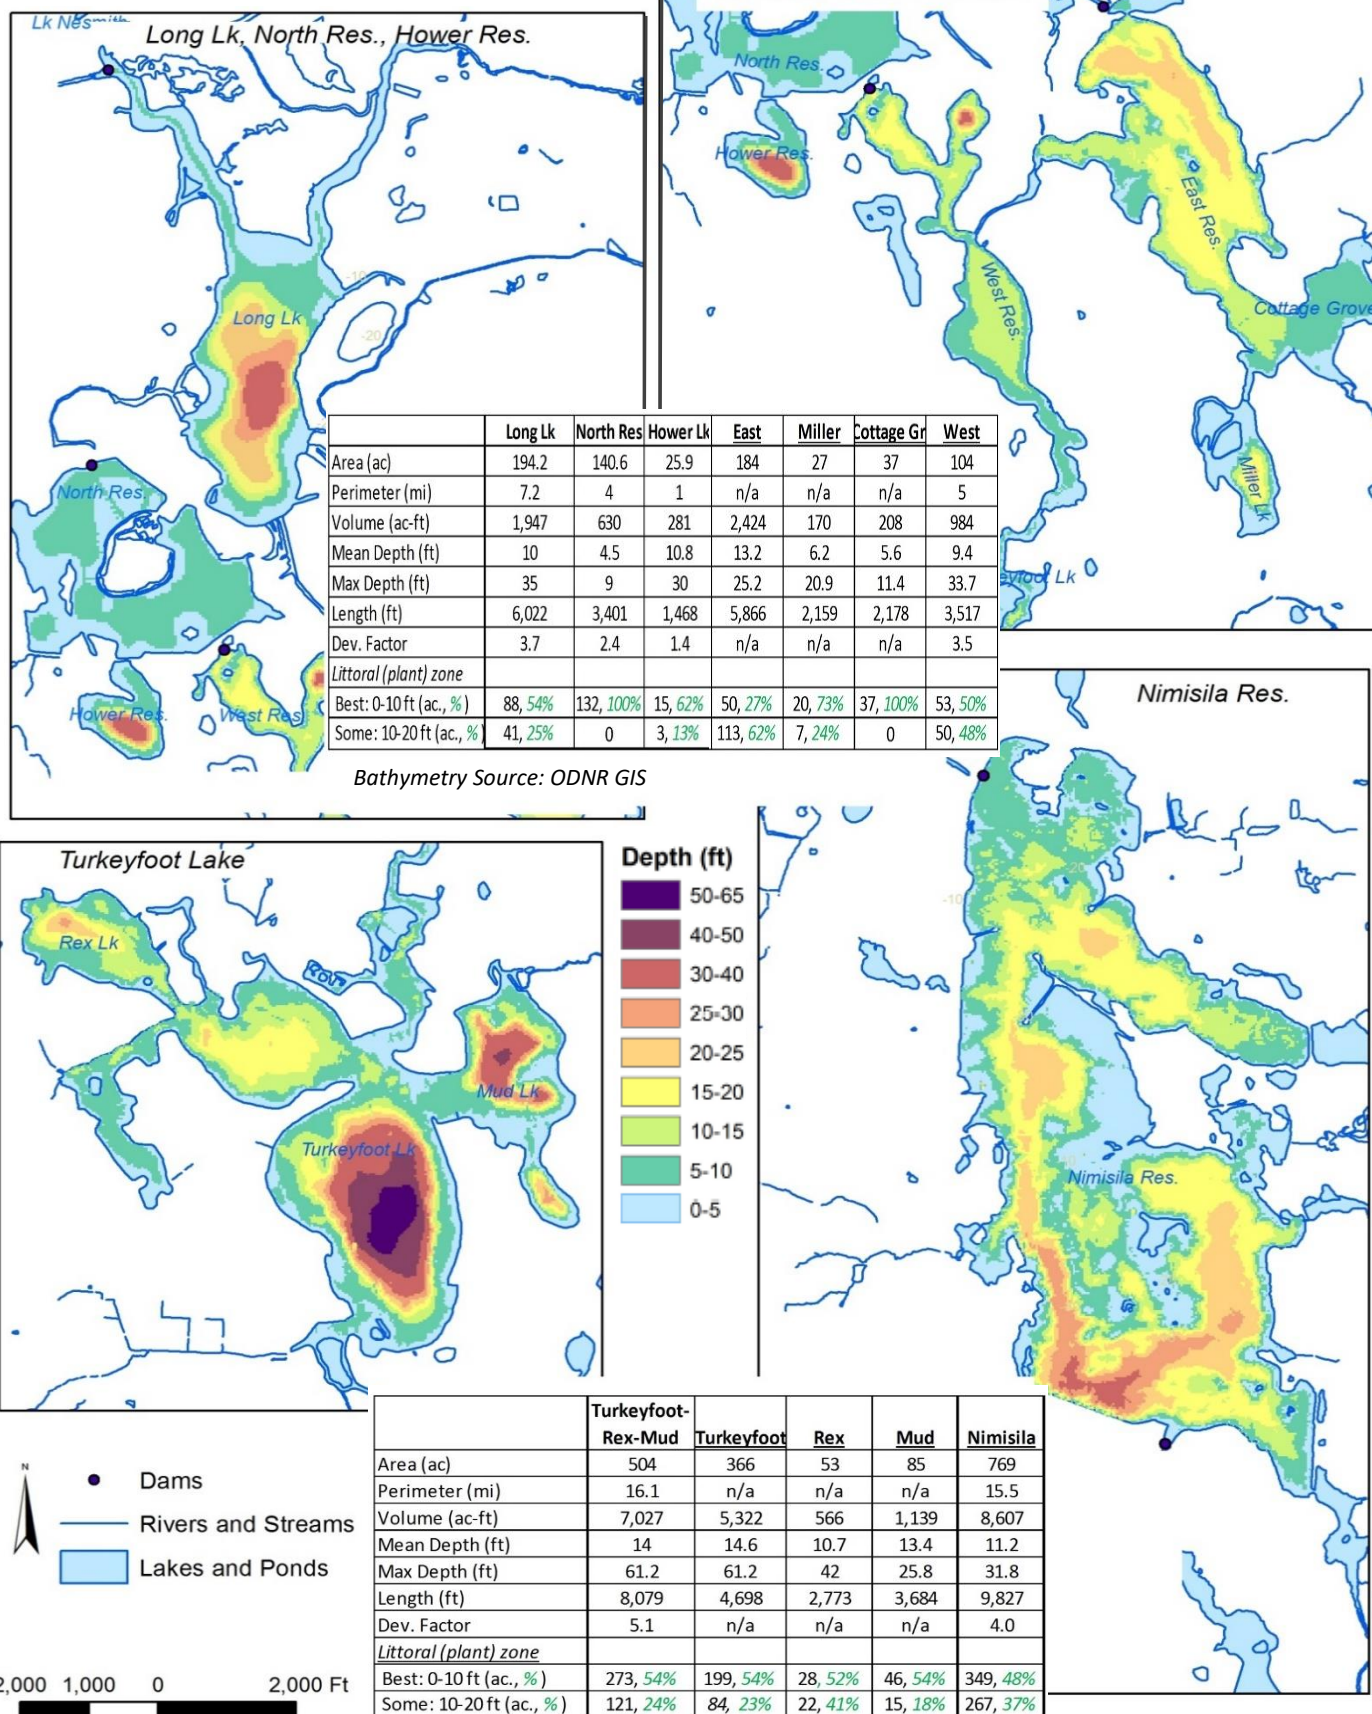 Lk Nesmith
Long Lk, North Res., Hower Res.
-10
Long Lk
-20
North Res.
Hower Res.
West Res.
North Res.
Hower Res.
East Res.
West Res.
Cottage Grove
Miller Lk
Long Lk North Res Hower Lk East Miller Cottage Gr West
Area (ac) 194.2 140.6 25.9 184 27 37 104
Perimeter (mi) 7.2 4 1 n/a n/a n/a 5
Volume (ac-ft) 1,947 630 281 2,424 170 208 984
Mean Depth (ft) 10 4.5 10.8 13.2 6.2 5.6 9.4
Max Depth (ft) 35 9 30 25.2 20.9 11.4 33.7
Length (ft) 6,022 3,401 1,468 5,866 2,159 2,178 3,517
Dev. Factor 3.7 2.4 1.4 n/a n/a n/a 3.5
Littoral (plant) zone
Best: 0-10 ft (ac., %) 88, 54% 132, 100% 15, 62% 50, 27% 20, 73% 37, 100% 53, 50%
Some: 10-20 ft (ac., %) 41, 25% 0 3, 13% 113, 62% 7, 24% 0 50, 48%
eyfoot Lk
Bathymetry Source: ODNR GIS
Nimisila Res.
-20
-10
Nimisila Res.
Turkeyfoot Lake
Rex Lk
Mud Lk
Turkeyfoot Lk
Depth (ft)
50-65
40-50
30-40
25-30
20-25
15-20
10-15
5-10
0-5
Turkeyfoot-
Rex-Mud Turkeyfoot Rex Mud Nimisila
Area (ac) 504 366 53 85 769
Perimeter (mi) 16.1 n/a n/a n/a 15.5
Volume (ac-ft) 7,027 5,322 566 1,139 8,607
Mean Depth (ft) 14 14.6 10.7 13.4 11.2
Max Depth (ft) 61.2 61.2 42 25.8 31.8
Length (ft) 8,079 4,698 2,773 3,684 9,827
Dev. Factor 5.1 n/a n/a n/a 4.0
Littoral (plant) zone
Best: 0-10 ft (ac., %) 273, 54% 199, 54% 28, 52% 46, 54% 349, 48%
Some: 10-20 ft (ac., %) 121, 24% 84, 23% 22, 41% 15, 18% 267, 37%
N
Dams
Rivers and Streams
Lakes and Ponds
2,000 1,000 0 2,000 Ft